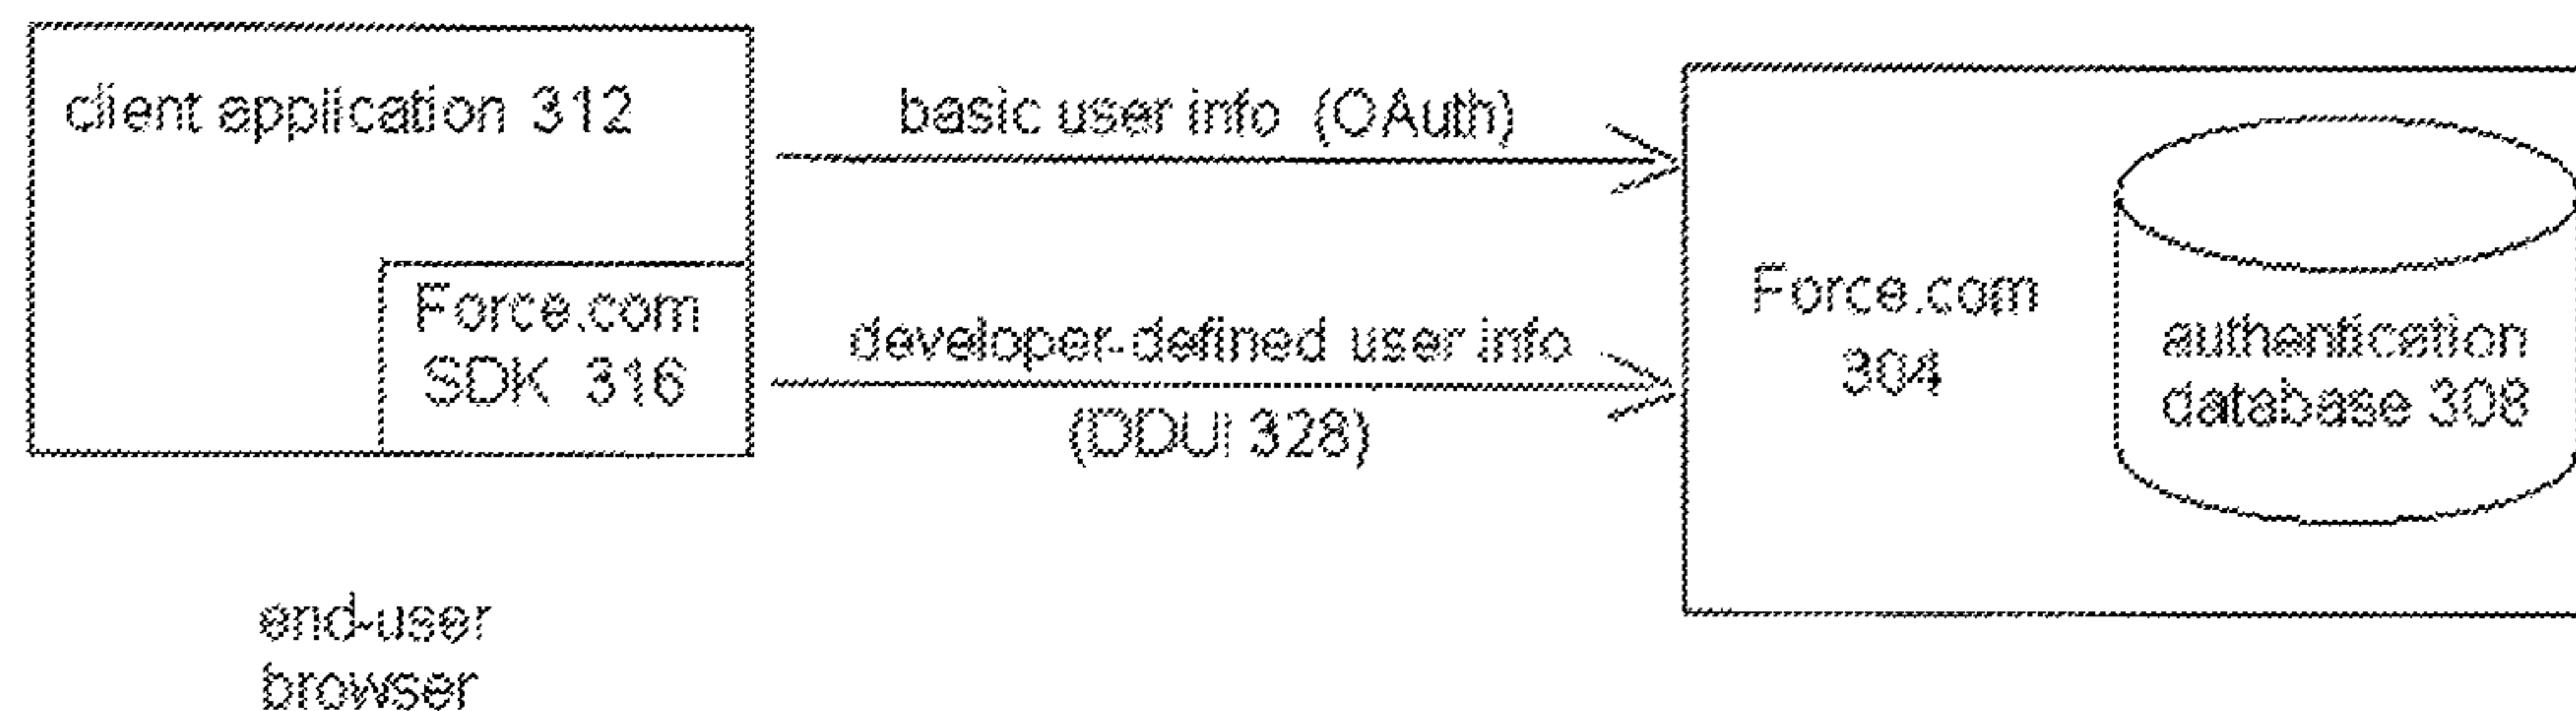 client application 312
basic user info (OAuth)
Force.com
SDK 316
developer-defined user info
(DDUI 328)
Force.com
304
authentication
database 308
end-user
browser